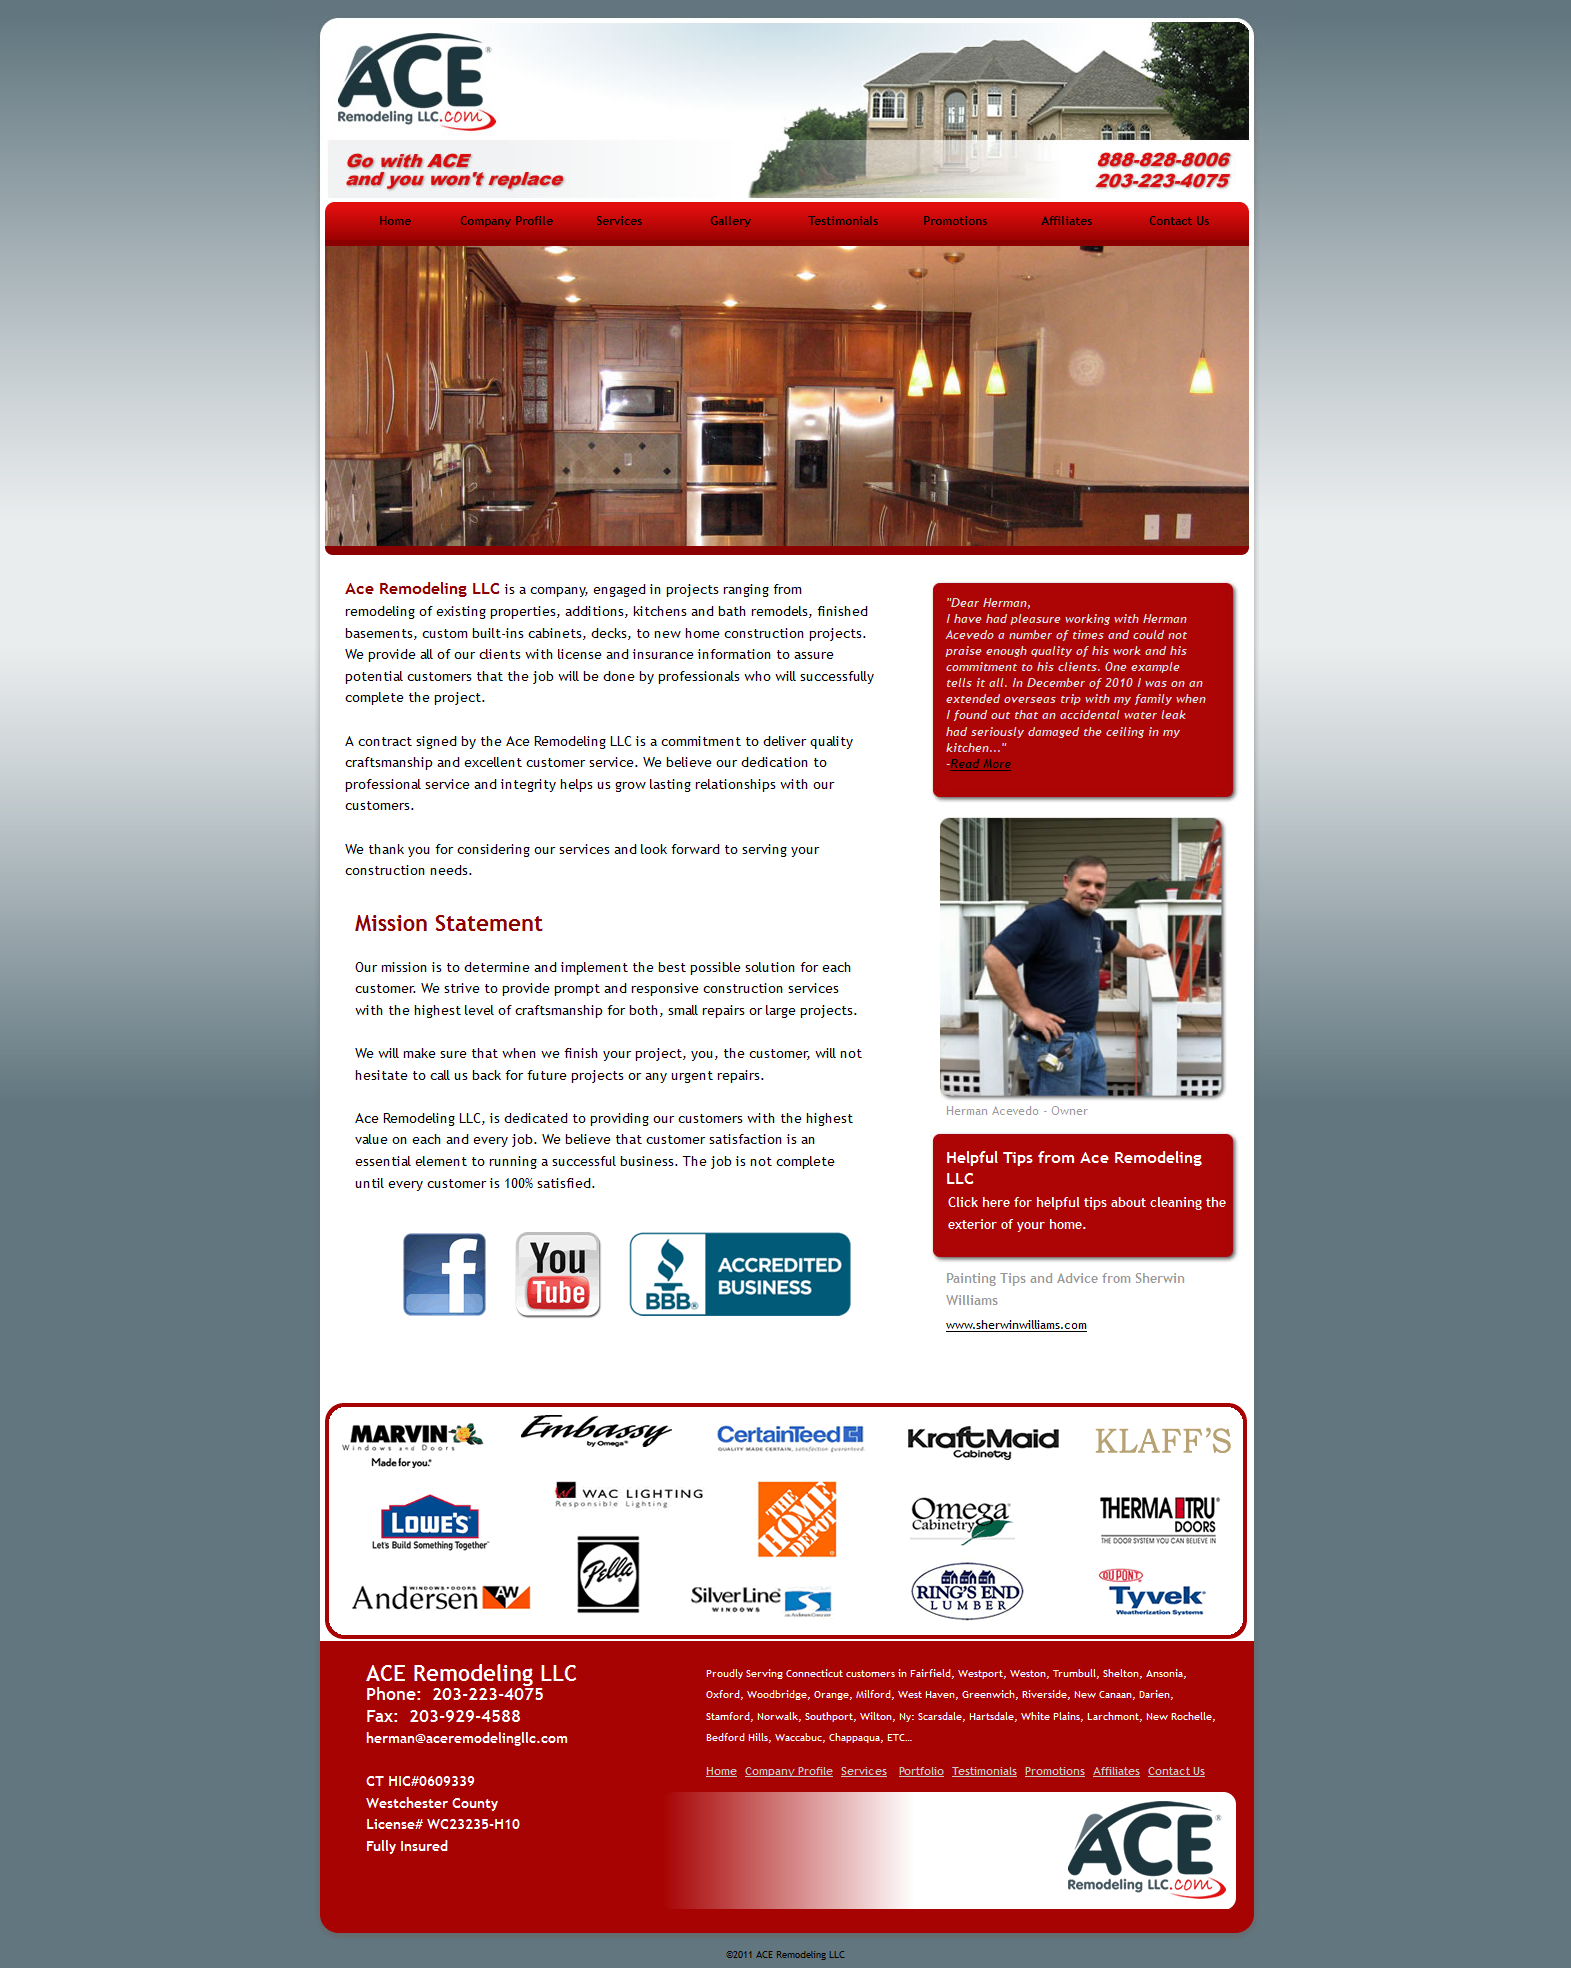 ACE®
Remodeling LLC.com
Go with ACE
and you won't replace
888-828-8006
203-223-4075
Home Company Profile Services Gallery Testimonials Promotions Affiliates Contact Us
Ace Remodeling LLC is a company, engaged in projects ranging from
remodeling of existing properties, additions, kitchens and bath remodels, finished
basements, custom built-ins cabinets, decks, to new home construction projects.
We provide all of our clients with license and insurance information to assure
potential customers that the job will be done by professionals who will successfully
complete the project.
A contract signed by the Ace Remodeling LLC is a commitment to deliver quality
craftsmanship and excellent customer service. We believe our dedication to
professional service and integrity helps us grow lasting relationships with our
customers.
We thank you for considering our services and look forward to serving your
construction needs.
Mission Statement
Our mission is to determine and implement the best possible solution for each
customer. We strive to provide prompt and responsive construction services
with the highest level of craftsmanship for both, small repairs or large projects.
We will make sure that when we finish your project, you, the customer, will not
hesitate to call us back for future projects or any urgent repairs.
Ace Remodeling LLC, is dedicated to providing our customers with the highest
value on each and every job. We believe that customer satisfaction is an
essential element to running a successful business. The job is not complete
until every customer is 100% satisfied.
f
You
Tube
BBB®
ACCREDITED
BUSINESS
"Dear Herman,
I have had pleasure working with Herman
Acevedo a number of times and could not
praise enough quality of his work and his
commitment to his clients. One example
tells it all. In December of 2010 I was on an
extended overseas trip with my family when
I found out that an accidental water leak
had seriously damaged the ceiling in my
kitchen..."
-Read More
Herman Acevedo - Owner
Helpful Tips from Ace Remodeling
LLC
Click here for helpful tips about cleaning the
exterior of your home.
Painting Tips and Advice from Sherwin
Williams
www.sherwinwilliams.com
MARVIN
Windows and Doors
Made for you.®
Embassy
by Omega™
CertainTeed
QUALITY MADE CERTAIN, satisfaction guaranteed.
KraftMaid
Cabinetry
KLAFF'S
LOWE'S
Let's Build Something Together™
WAC LIGHTING
Responsible Lighting
THE
HOME
DEPOT
Omega
Cabinetry
THERMA TRU®
DOORS
THE DOOR SYSTEM YOU CAN BELIEVE IN
Andersen
WINDOWS•DOORS
AW
Pella
SilverLine
WINDOWS
RING'S END
LUMBER
DUPONT
Tyvek®
Weatherization Systems
ACE Remodeling LLC
Phone: 203-223-4075
Fax: 203-929-4588
herman@aceremodelingllc.com
CT HIC#0609339
Westchester County
License# WC23235-H10
Fully Insured
Proudly Serving Connecticut customers in Fairfield, Westport, Weston, Trumbull, Shelton, Ansonia,
Oxford, Woodbridge, Orange, Milford, West Haven, Greenwich, Riverside, New Canaan, Darien,
Stamford, Norwalk, Southport, Wilton, Ny: Scarsdale, Hartsdale, White Plains, Larchmont, New Rochelle,
Bedford Hills, Waccabuc, Chappaqua, ETC...
Home Company Profile Services Portfolio Testimonials Promotions Affiliates Contact Us
ACE®
Remodeling LLC.com
©2011 ACE Remodeling LLC